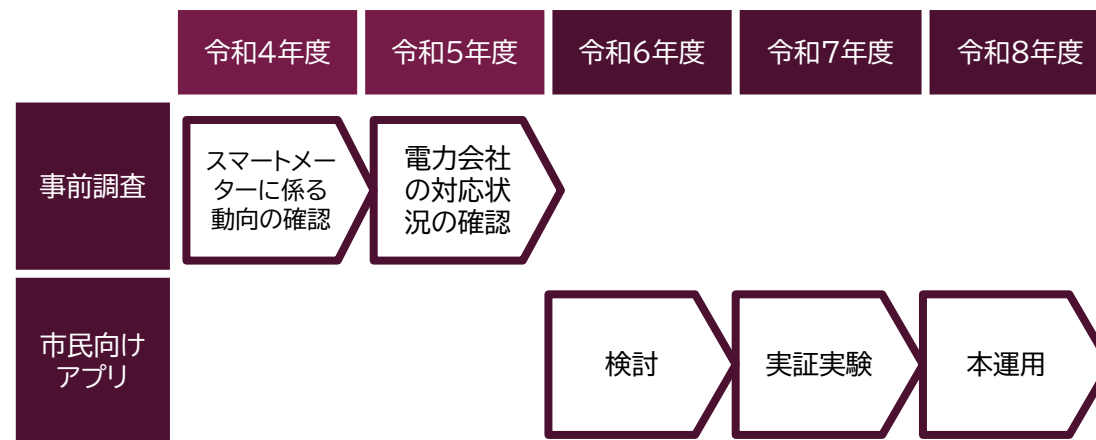 令和4年度 令和5年度 令和6年度 令和7年度 令和8年度
事前調査
スマートメー
ターに係る
動向の確認
電力会社
の対応状
況の確認
市民向け
アプリ
検討
実証実験
本運用